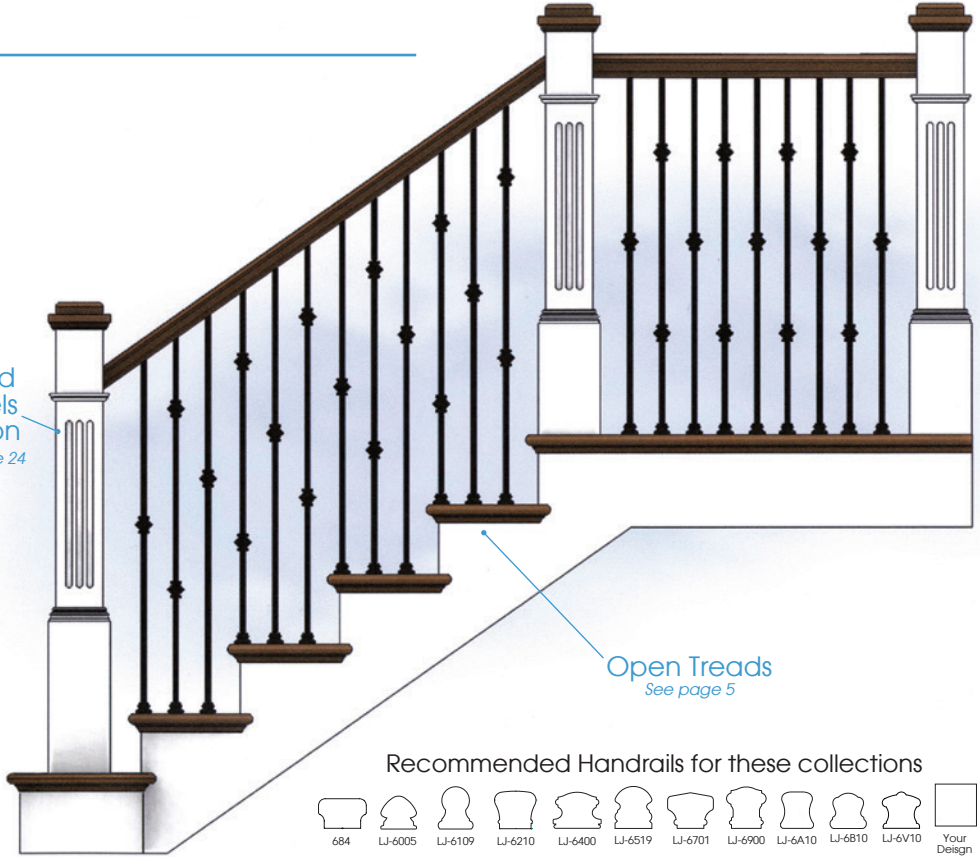 Open Treads
See page 5
Recommended Handrails for these collections
684 LJ-6005 LJ-6109 LJ-6210 LJ-6400 LJ-6519 LJ-6701 LJ-6900 LJ-6A10 LJ-6B10 LJ-6V10 Your
Deisgn
24